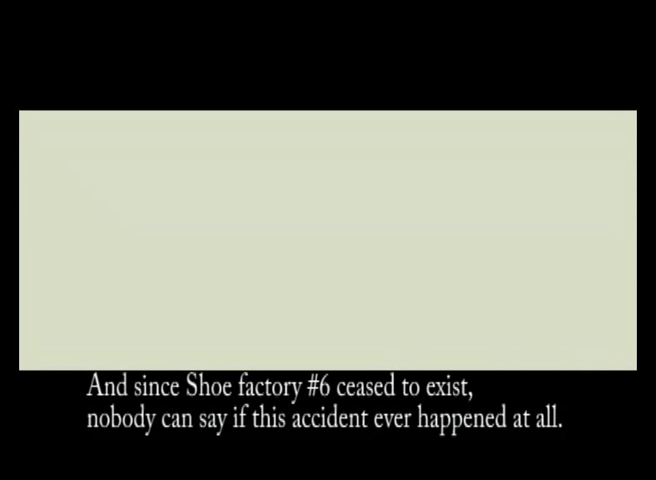 And since Shoe factory #6 ceased to exist,
nobody can say if this accident ever happened at all.